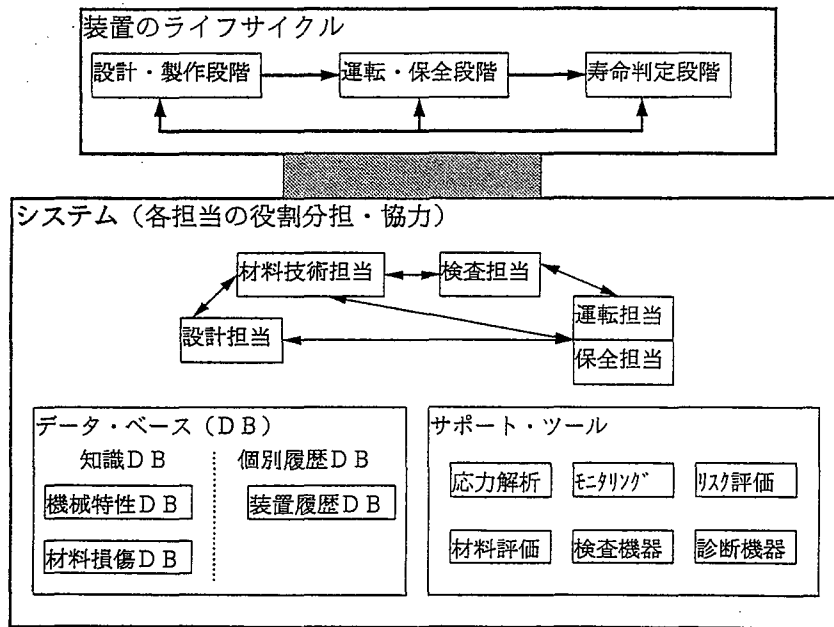 装置のライフサイクル
設計・製作段階
運転・保全段階
寿命判定段階
システム（各担当の役割分担・協力）
材料技術担当
検査担当
設計担当
運転担当
保全担当
データ・ベース（ＤＢ）
知識ＤＢ
個別履歴ＤＢ
機械特性ＤＢ
装置履歴ＤＢ
材料損傷ＤＢ
サポート・ツール
応力解析
ﾓﾆﾀﾘﾝｸﾞ
ﾘｽｸ評価
材料評価
検査機器
診断機器